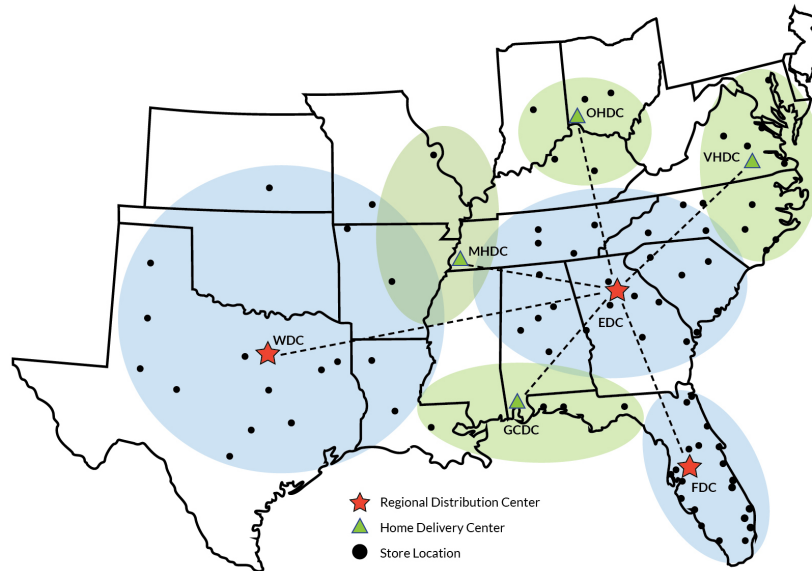 OHDC
VHDC
MHDC
EDC
WDC
GCDC
FDC
Regional Distribution Center
Home Delivery Center
Store Location